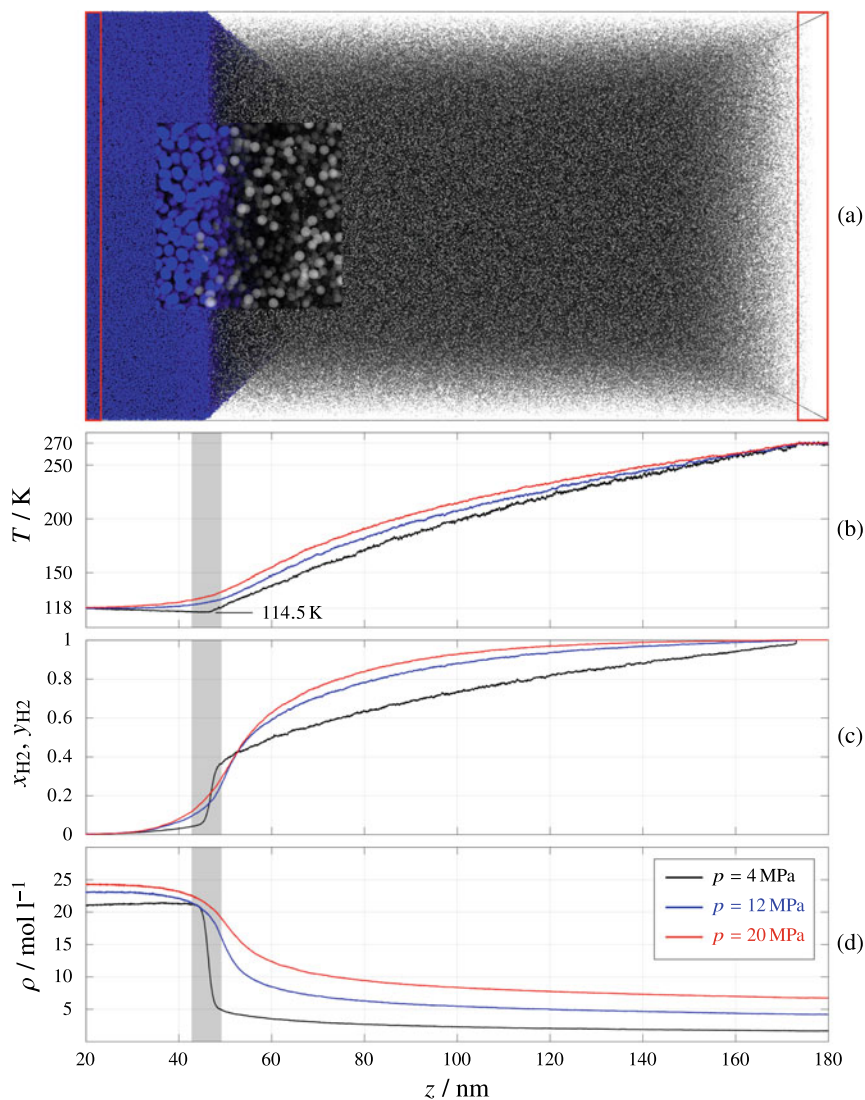 (a)
270
250
200
150
118
T / K
114.5 K
(b)
1
0.8
0.6
0.4
0.2
0
x_H2, y_H2
(c)
25
20
15
10
5
ρ / mol l⁻¹
p = 4 MPa
p = 12 MPa
p = 20 MPa
(d)
20 40 60 80 100 120 140 160 180
z / nm